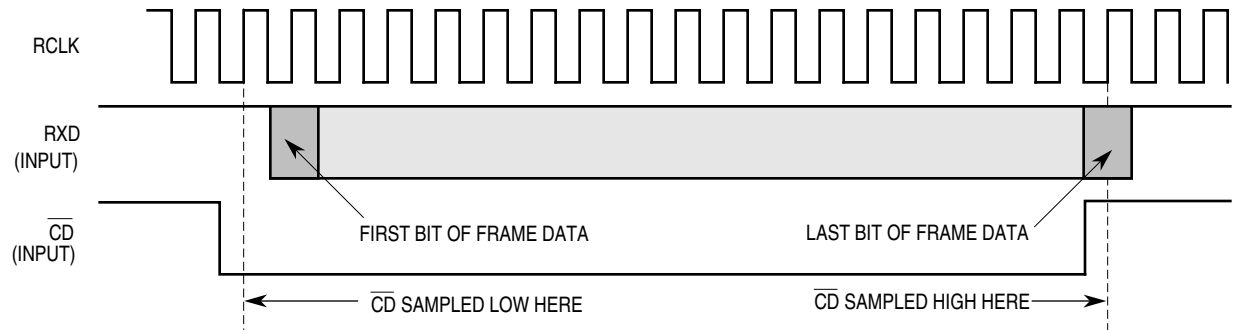 RCLK
RXD
(INPUT)
CD
(INPUT)
FIRST BIT OF FRAME DATA
LAST BIT OF FRAME DATA
CD SAMPLED LOW HERE
CD SAMPLED HIGH HERE